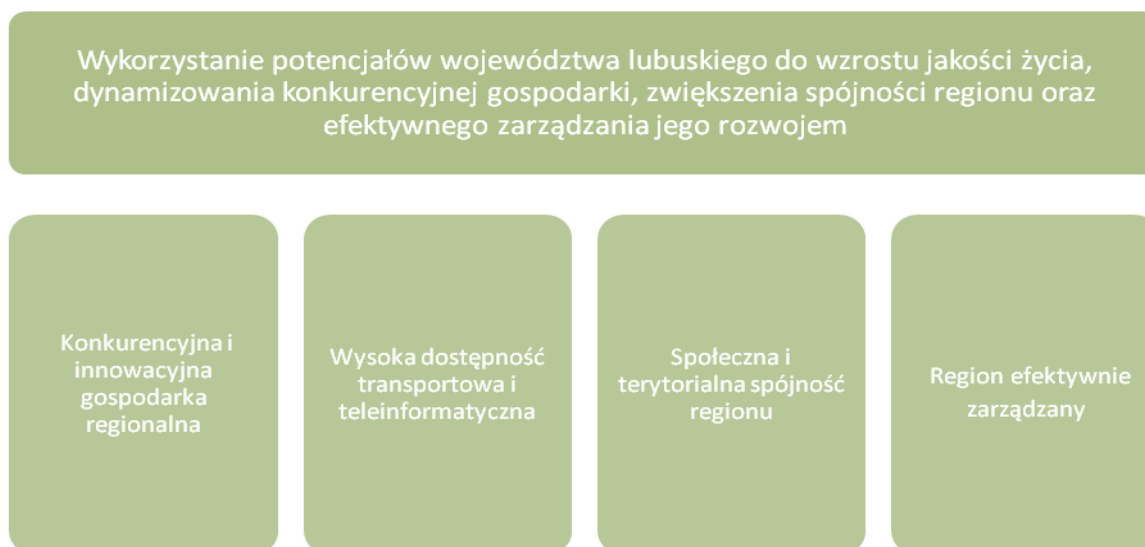 Wykorzystanie potencjałów województwa lubuskiego do wzrostu jakości życia,
dynamizowania konkurencyjnej gospodarki, zwiększenia spójności regionu oraz
efektywnego zarządzania jego rozwojem
Konkurencyjna i
innowacyjna
gospodarka
regionalna
Wysoka dostępność
transportowa i
teleinformatyczna
Społeczna i
terytorialna spójność
regionu
Region efektywnie
zarządzany